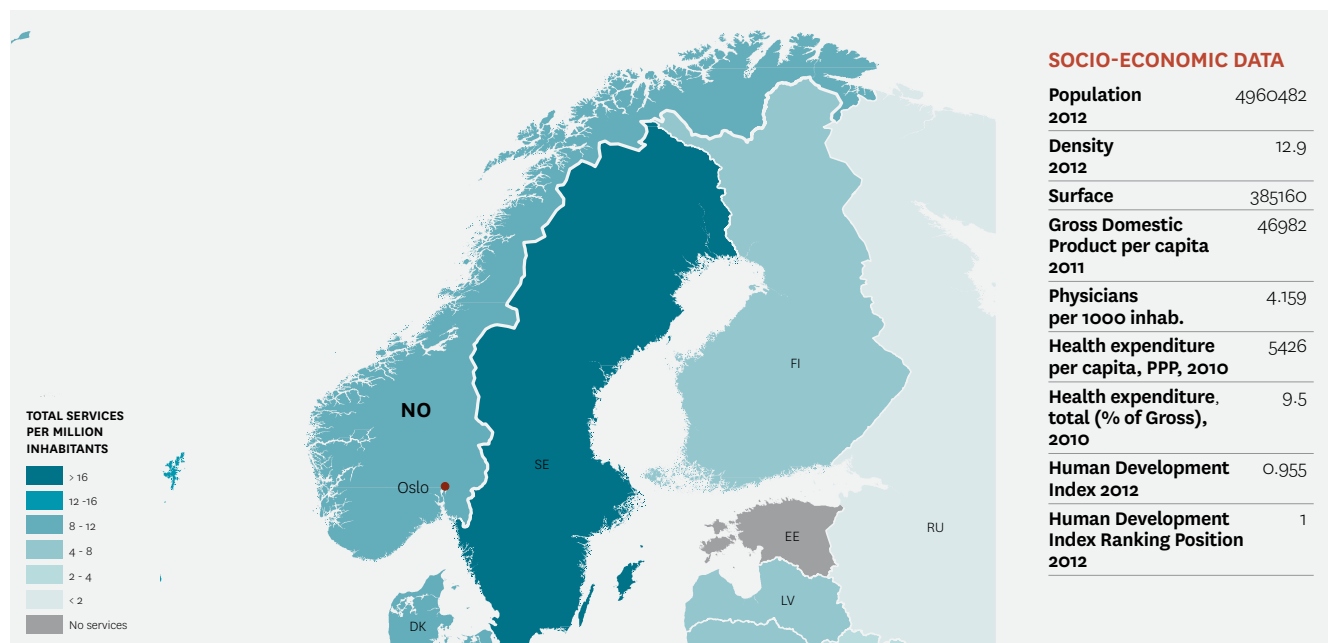 SOCIO-ECONOMIC DATA
Population 4960482
2012
Density 12.9
2012
Surface 385160
Gross Domestic 46982
Product per capita
2011
Physicians 4.159
per 1000 inhab.
Health expenditure 5426
per capita, PPP, 2010
Health expenditure, 9.5
total (% of Gross),
2010
Human Development 0.955
Index 2012
Human Development 1
Index Ranking Position
2012
NO
Oslo
SE
FI
EE
RU
LV
DK
TOTAL SERVICES
PER MILLION
INHABITANTS
> 16
12 -16
8 - 12
4 - 8
2 - 4
< 2
No services